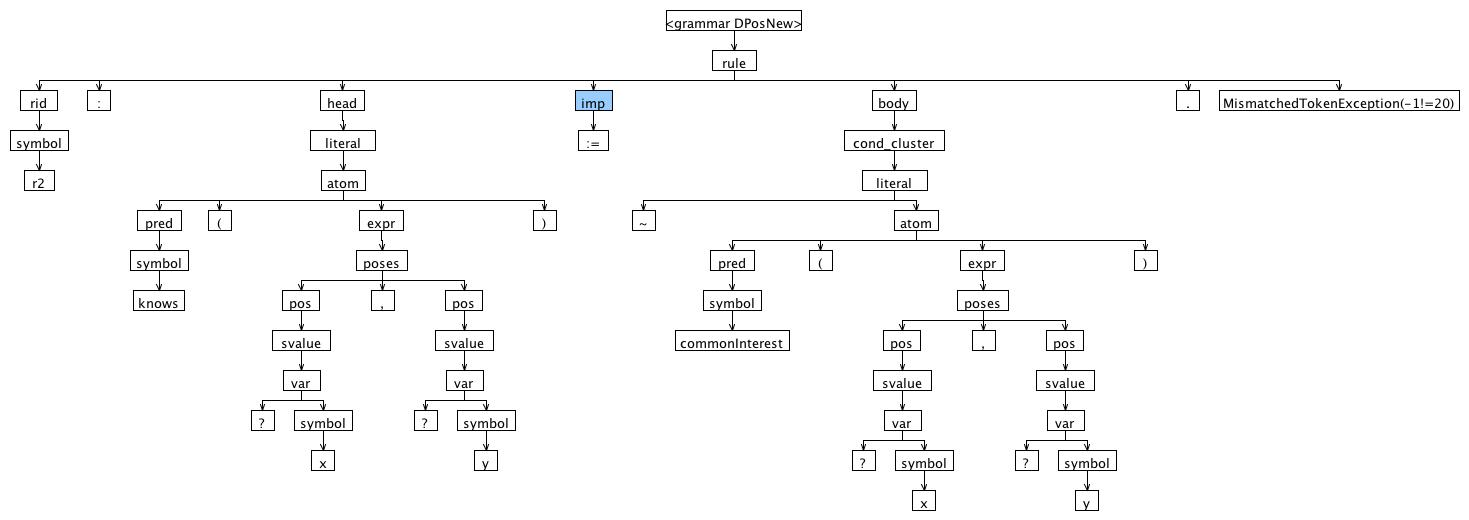 <grammar DPosNew>
rule
rid : head imp body . MismatchedTokenException(-1!=20)
symbol literal := cond_cluster
r2 atom literal
pred ( expr ) ~ atom
symbol poses pred ( expr )
knows pos , pos symbol poses
svalue svalue commonInterest pos , pos
var var svalue svalue
? symbol ? symbol var var
x y ? symbol ? symbol
x y